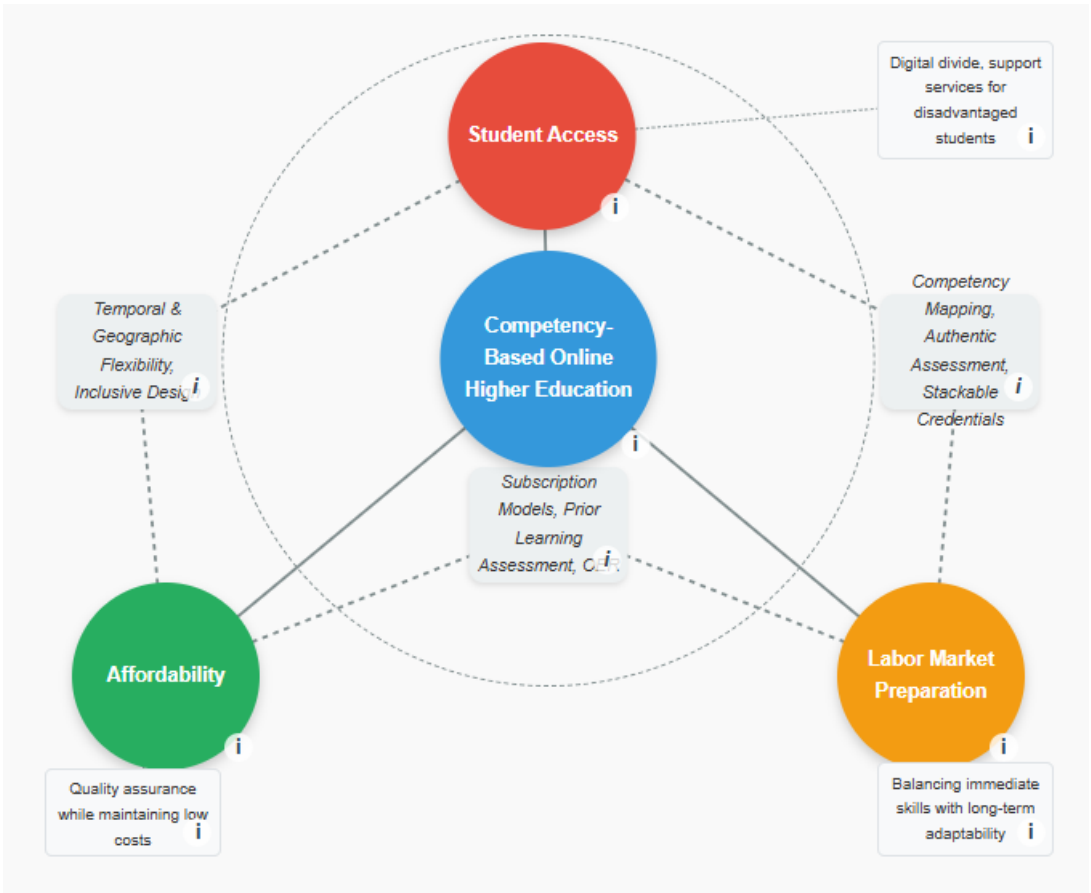 Student Access
i
Digital divide, support
services for
disadvantaged
students i
Temporal &
Geographic
Flexibility,
Inclusive Design i
Competency-
Based Online
Higher Education
i
Competency
Mapping,
Authentic
Assessment,
Stackable i
Credentials
Subscription
Models, Prior
Learning
Assessment, OER i
Affordability
i
Labor Market
Preparation
i
Quality assurance
while maintaining low
costs i
Balancing immediate
skills with long-term
adaptability i